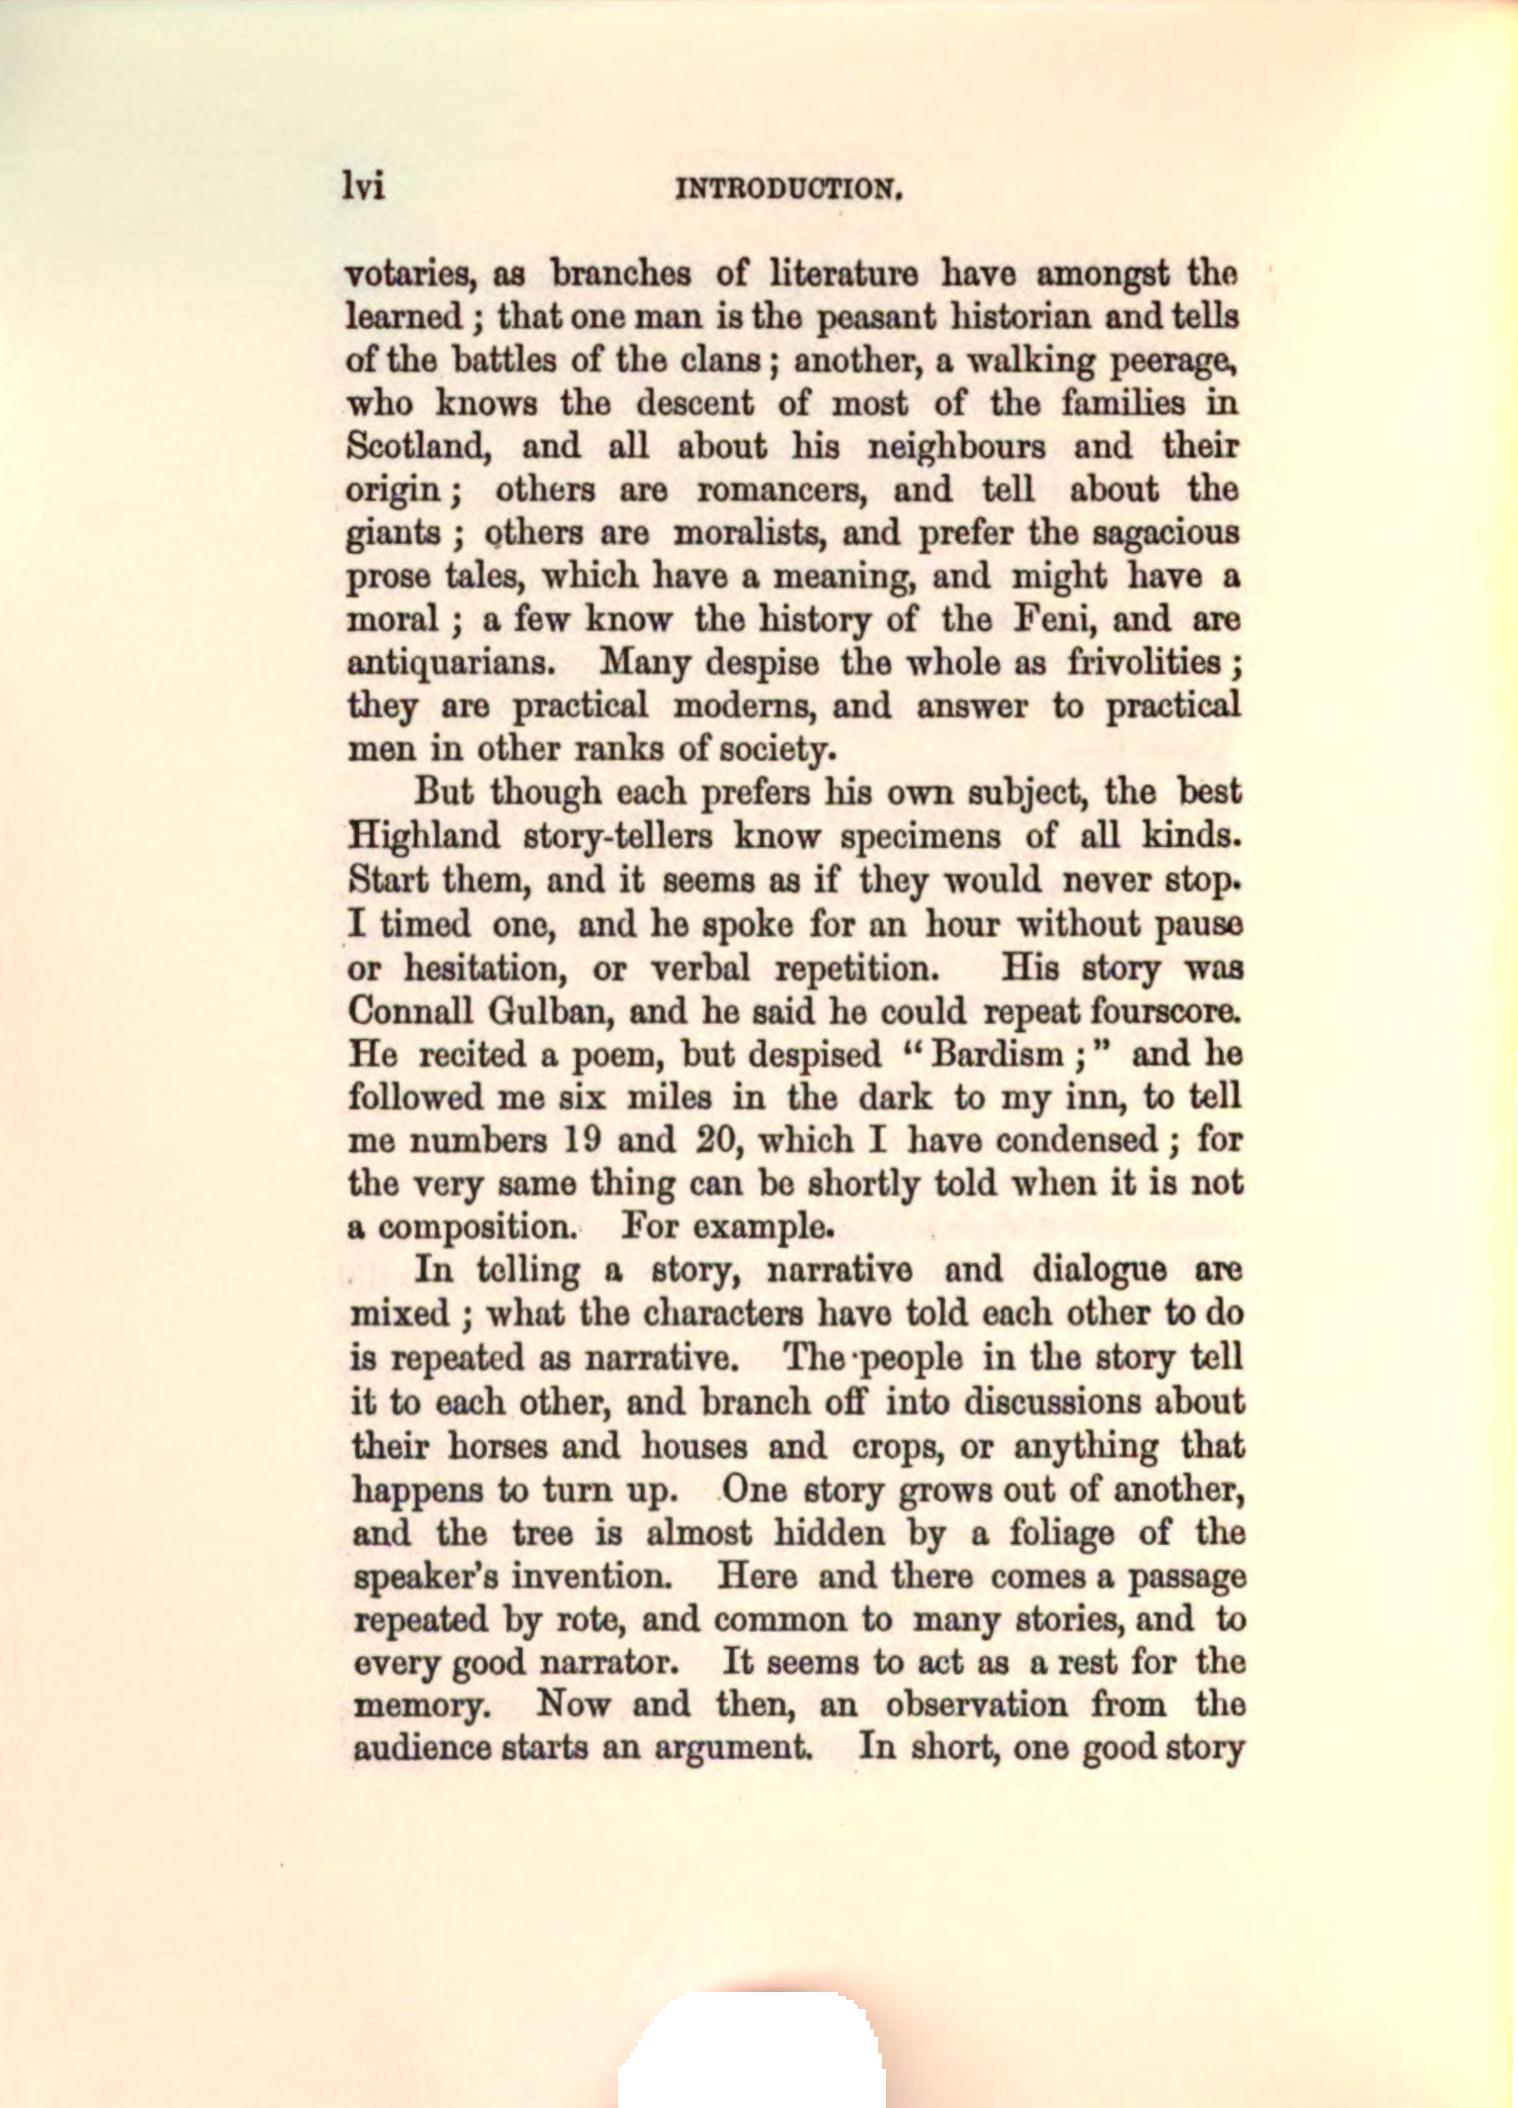 lvi INTRODUCTION.
votaries, as branches of literature have amongst the
learned ; that one man is the peasant historian and tells
of the battles of the clans ; another, a walking peerage,
who knows the descent of most of the families in
Scotland, and all about his neighbours and their
origin ; others are romancers, and tell about the
giants ; others are moralists, and prefer the sagacious
prose tales, which have a meaning, and might have a
moral ; a few know the history of the Feni, and are
antiquarians. Many despise the whole as frivolities ;
they are practical moderns, and answer to practical
men in other ranks of society.
But though each prefers his own subject, the best
Highland story-tellers know specimens of all kinds.
Start them, and it seems as if they would never stop.
I timed one, and he spoke for an hour without pause
or hesitation, or verbal repetition. His story was
Connall Gulban, and he said he could repeat fourscore.
He recited a poem, but despised “ Bardism ; ” and he
followed me six miles in the dark to my inn, to tell
me numbers 19 and 20, which I have condensed ; for
the very same thing can be shortly told when it is not
a composition. For example.
In telling a story, narrative and dialogue are
mixed ; what the characters have told each other to do
is repeated as narrative. The people in the story tell
it to each other, and branch off into discussions about
their horses and houses and crops, or anything that
happens to turn up. One story grows out of another,
and the tree is almost hidden by a foliage of the
speaker’s invention. Here and there comes a passage
repeated by rote, and common to many stories, and to
every good narrator. It seems to act as a rest for the
memory. Now and then, an observation from the
audience starts an argument. In short, one good story